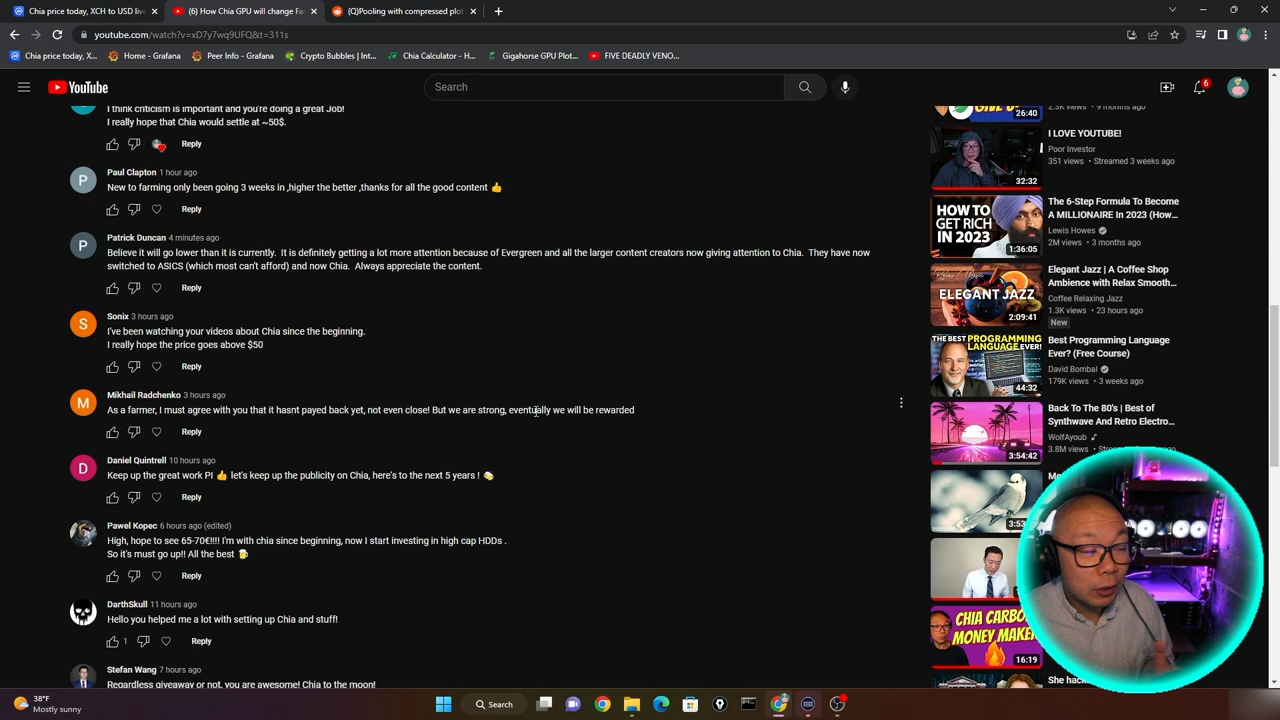 Chia price today, XCH to USD live
(6) How Chia GPU will change Fa
(Q)Pooling with compressed plot
youtube.com/watch?v=xD7y7wq9UFQ&t=311s
Chia price today, X...
Home - Grafana
Peer Info - Grafana
Crypto Bubbles | Int...
Chia Calculator - H...
Gigahorse GPU Plot...
FIVE DEADLY VENO...
YouTube
Search
6
I think criticism is important and you're doing a great Job!
I really hope that Chia would settle at ~50$.
Reply
Paul Clapton 1 hour ago
New to farming only been going 3 weeks in ,higher the better ,thanks for all the good content 👍
Reply
P
Patrick Duncan 4 minutes ago
Believe it will go lower than it is currently. It is definitely getting a lot more attention because of Evergreen and all the larger content creators now giving attention to Chia. They have now
switched to ASICS (which most can't afford) and now Chia. Always appreciate the content.
Reply
P
Sonix 3 hours ago
I've been watching your videos about Chia since the beginning.
I really hope the price goes above $50
Reply
S
Mikhail Radchenko 3 hours ago
As a farmer, I must agree with you that it hasnt payed back yet, not even close! But we are strong, eventually we will be rewarded
Reply
M
Daniel Quintrell 10 hours ago
Keep up the great work PI 👍 let's keep up the publicity on Chia, here's to the next 5 years !
Reply
D
Pawel Kopec 6 hours ago (edited)
High, hope to see 65-70€!!!! I'm with chia since beginning, now I start investing in high cap HDDs .
So it's must go up!! All the best 🍺
Reply
DarthSkull 11 hours ago
Hello you helped me a lot with setting up Chia and stuff!
1
Reply
Stefan Wang 7 hours ago
Regardless giveaway or not, you are awesome! Chia to the moon!
26:40
2.3K views • 9 months ago
I LOVE YOUTUBE!
Poor Investor
351 views • Streamed 3 weeks ago
32:32
The 6-Step Formula To Become
A MILLIONAIRE In 2023 (How...
Lewis Howes
2M views • 3 months ago
HOW TO
GET RICH
IN 2023
1:36:05
Elegant Jazz | A Coffee Shop
Ambience with Relax Smooth...
Coffee Relaxing Jazz
1.3K views • 23 hours ago
New
Relax Music
ELEGANT JAZZ
2:09:41
Best Programming Language
Ever? (Free Course)
David Bombal
179K views • 3 weeks ago
THE BEST PROGRAMMING
LANGUAGE
EVER!
44:32
Back To The 80's | Best of
Synthwave And Retro Electro...
WolfAyoub
3.8M views •
3:54:42
CHIA CARBO
MONEY MAKE
16:19
She hac
38°F
Mostly sunny
Search